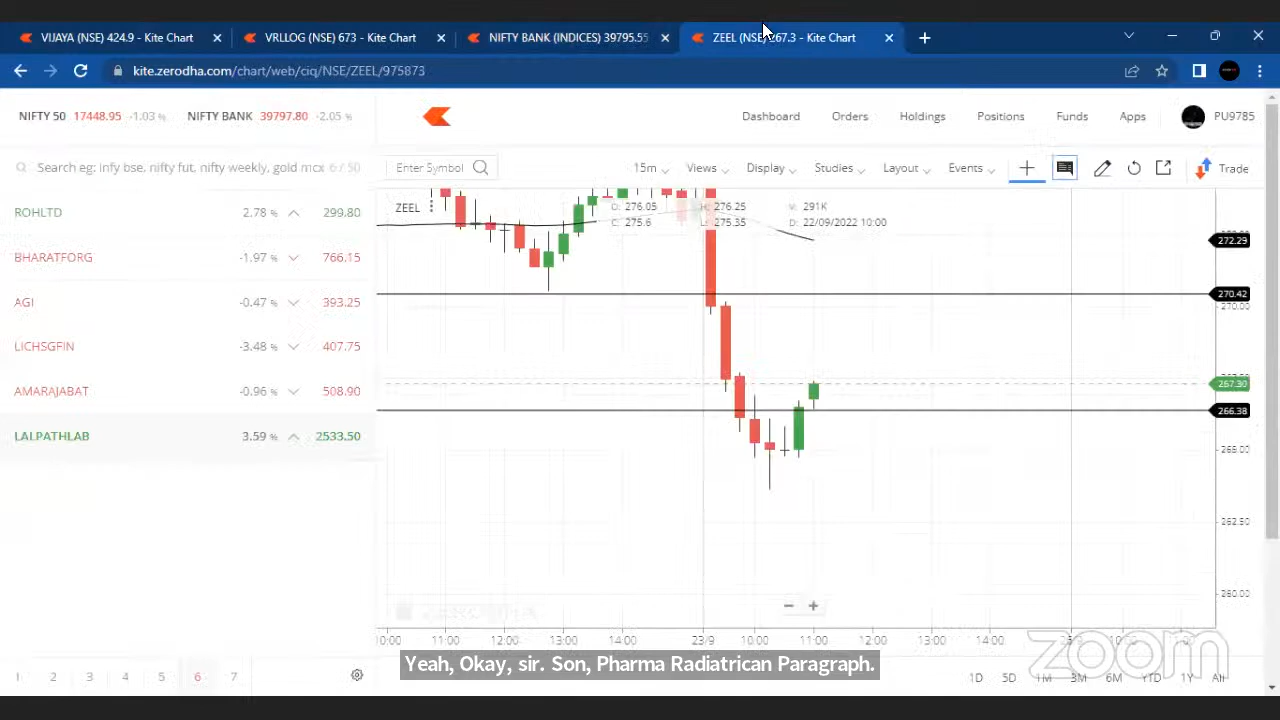 VIJAYA (NSE) 424.9 - Kite Chart
VRLLOG (NSE) 673 - Kite Chart
NIFTY BANK (INDICES) 39795.55
ZEEL (NSE) 267.3 - Kite Chart
kite.zerodha.com/chart/web/ciq/NSE/ZEEL/975873
NIFTY 50 17448.95 -1.03 %
NIFTY BANK 39797.80 -2.05 %
Dashboard
Orders
Holdings
Positions
Funds
Apps
PU9785
Search eg: infy bse, nifty fut, nifty weekly, gold mcx 6 / 50
Enter Symbol
15m
Views
Display
Studies
Layout
Events
Trade
ROHLTD 2.78 % 299.80
BHARATFORG -1.97 % 766.15
AGI -0.47 % 393.25
LICHSGFIN -3.48 % 407.75
AMARAJABAT -0.96 % 508.90
LALPATHLAB 3.59 % 2533.50
ZEEL
O: 276.05 H: 276.25 V: 291K
C: 275.6 L: 275.35 D: 22/09/2022 10:00
272.29
270.42
270.00
267.30
266.38
265.00
262.50
260.00
10:00 11:00 12:00 13:00 14:00 23/9 10:00 11:00 12:00 13:00 14:00
1 2 3 4 5 6 7
1D 5D 1M 3M 6M YTD 1Y All
zoom
Yeah, Okay, sir. Son, Pharma Radiatrican Paragraph.